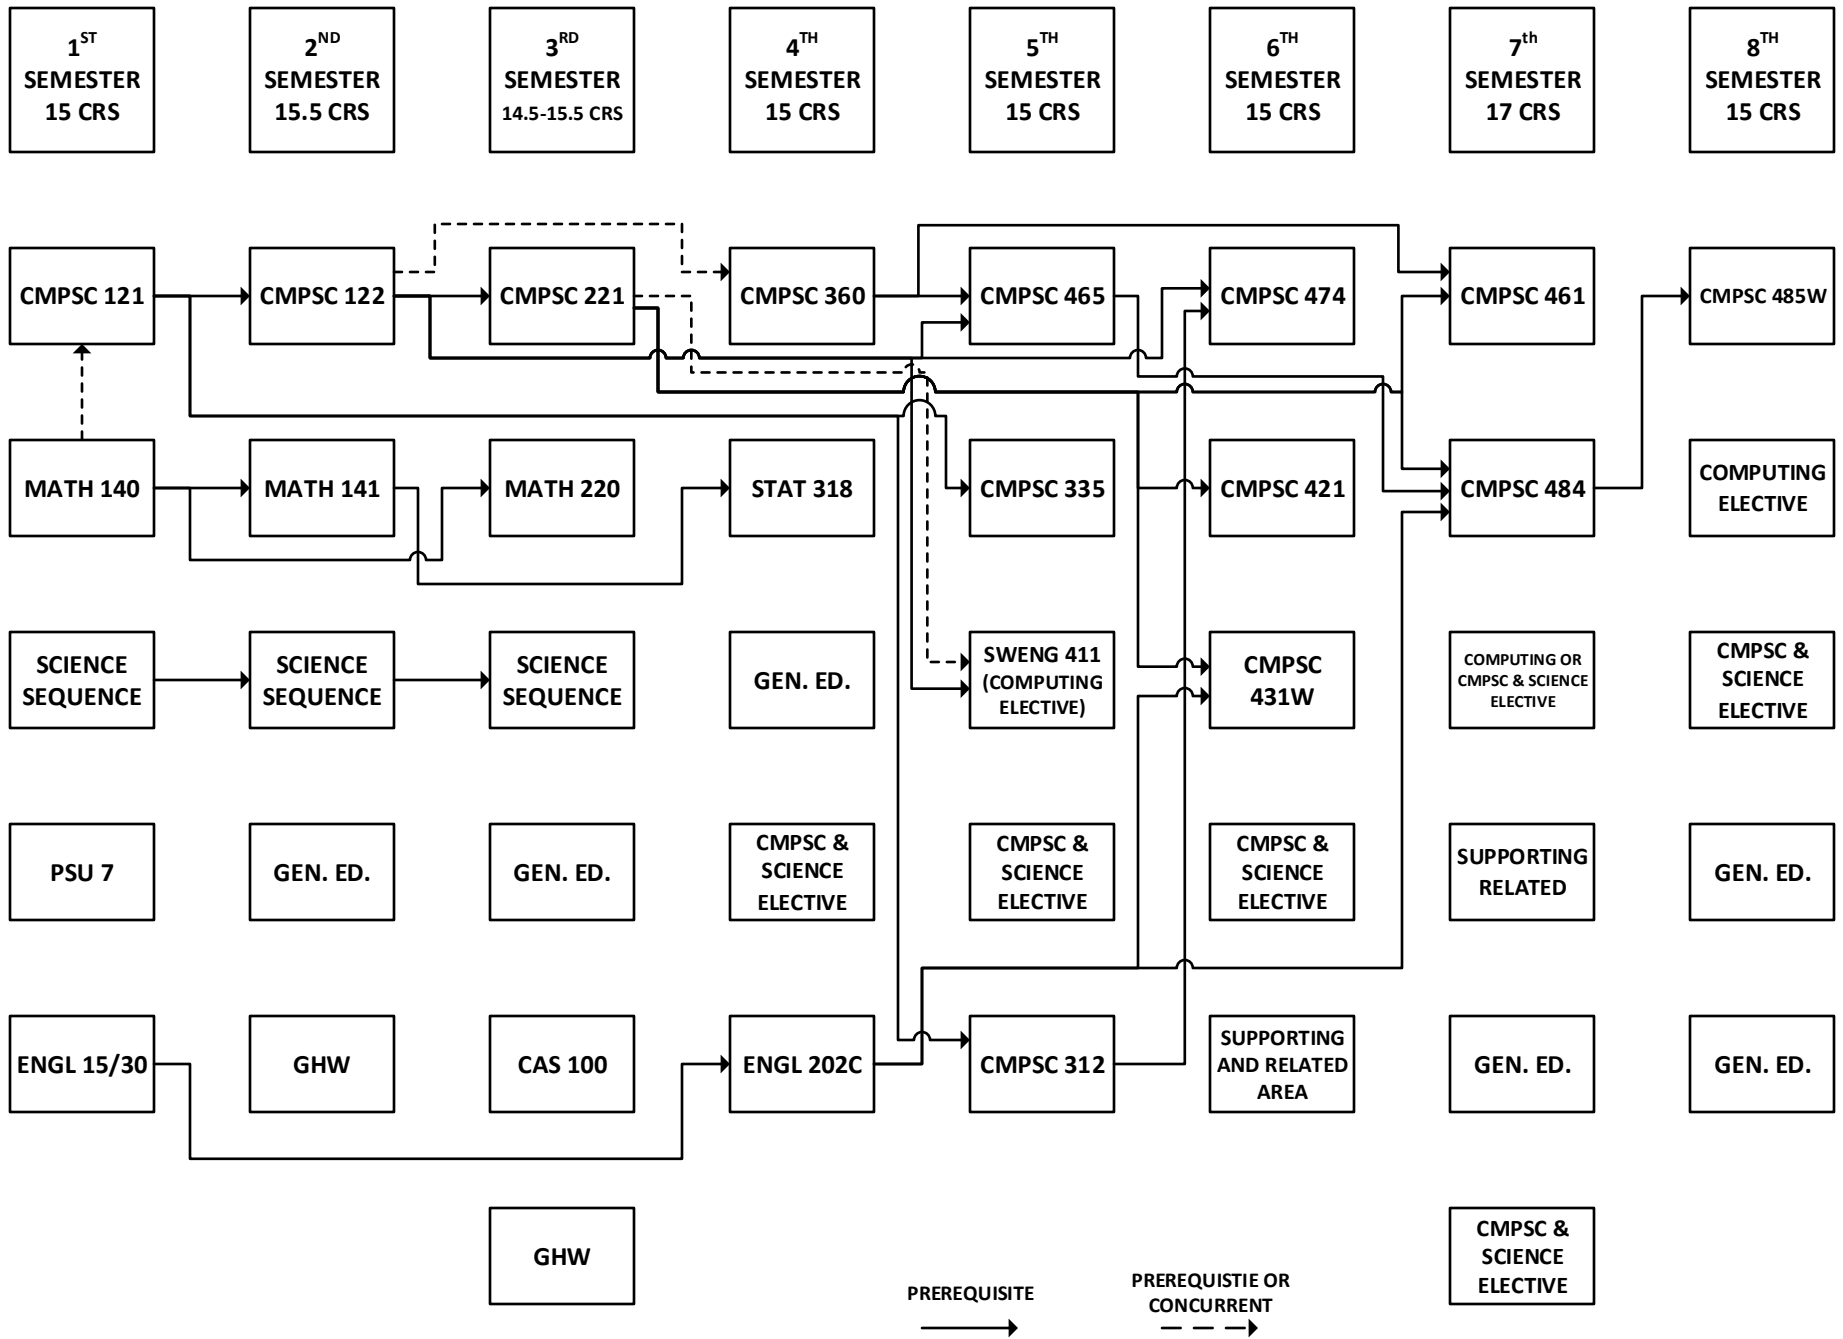 1ST
SEMESTER
15 CRS
2ND
SEMESTER
15.5 CRS
3RD
SEMESTER
14.5-15.5 CRS
4TH
SEMESTER
15 CRS
5TH
SEMESTER
15 CRS
6TH
SEMESTER
15 CRS
7th
SEMESTER
17 CRS
8TH
SEMESTER
15 CRS
CMPSC 121
CMPSC 122
CMPSC 221
CMPSC 360
CMPSC 465
CMPSC 474
CMPSC 461
CMPSC 485W
MATH 140
MATH 141
MATH 220
STAT 318
CMPSC 335
CMPSC 421
CMPSC 484
COMPUTING
ELECTIVE
SCIENCE
SEQUENCE
SCIENCE
SEQUENCE
SCIENCE
SEQUENCE
GEN. ED.
SWENG 411
(COMPUTING
ELECTIVE)
CMPSC
431W
COMPUTING OR
CMPSC & SCIENCE
ELECTIVE
CMPSC &
SCIENCE
ELECTIVE
PSU 7
GEN. ED.
GEN. ED.
CMPSC &
SCIENCE
ELECTIVE
CMPSC &
SCIENCE
ELECTIVE
CMPSC &
SCIENCE
ELECTIVE
SUPPORTING
RELATED
GEN. ED.
ENGL 15/30
GHW
CAS 100
ENGL 202C
CMPSC 312
SUPPORTING
AND RELATED
AREA
GEN. ED.
GEN. ED.
GHW
CMPSC &
SCIENCE
ELECTIVE
PREREQUISITE
PREREQUISTIE OR
CONCURRENT